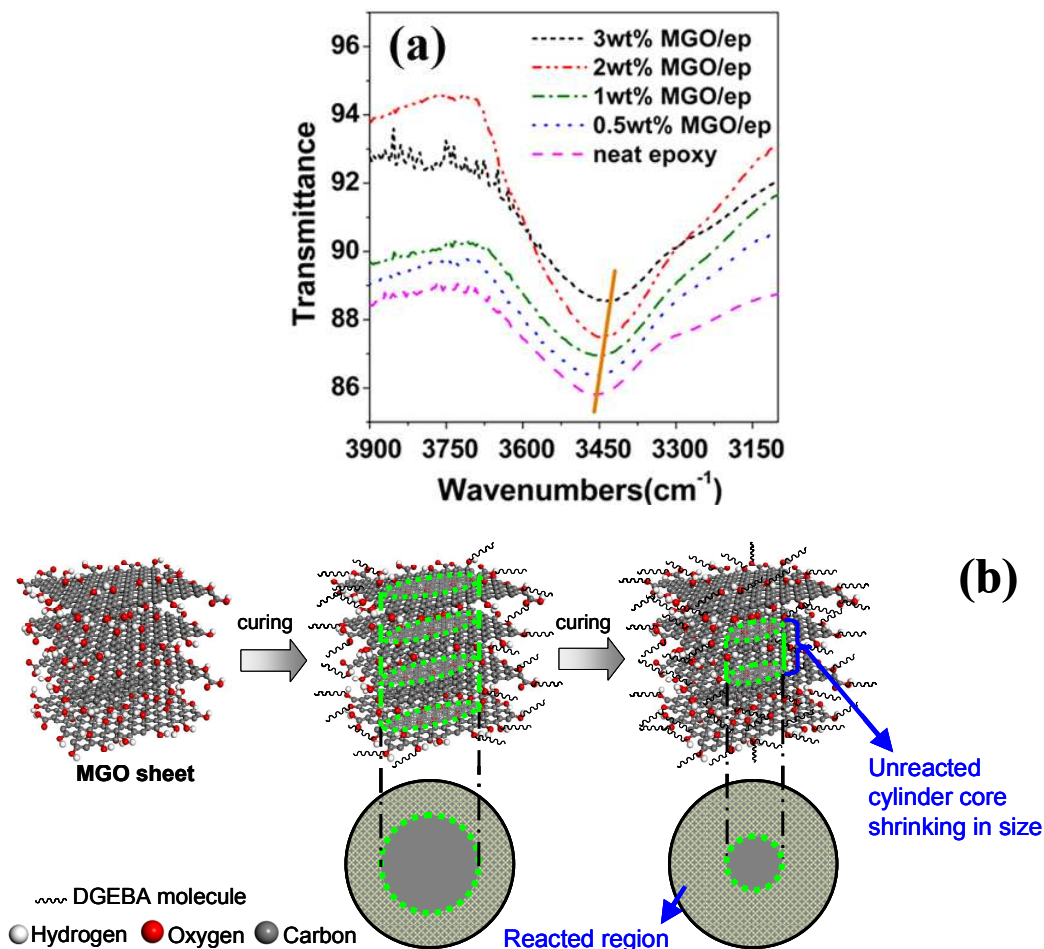 (a)
3wt% MGO/ep
2wt% MGO/ep
1wt% MGO/ep
0.5wt% MGO/ep
neat epoxy
96
94
92
90
88
86
Transmittance
3900 3750 3600 3450 3300 3150
Wavenumbers(cm⁻¹)
(b)
curing
curing
MGO sheet
Unreacted
cylinder core
shrinking in size
DGEBA molecule
Hydrogen Oxygen Carbon
Reacted region